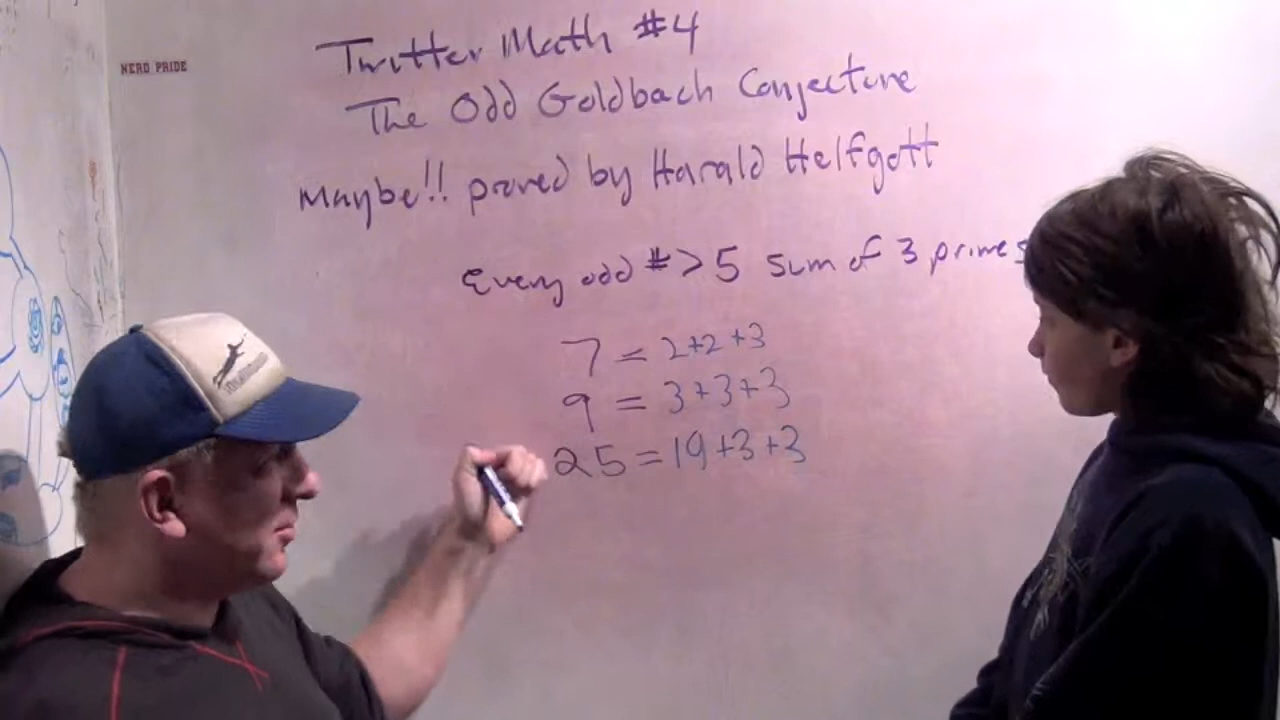 Twitter Math #4
NERD PRIDE
The Odd Goldbach Conjecture
Maybe!! proved by Harald Helfgott
Every odd # > 5 sum of 3 primes
7 = 2+2+3
9 = 3+3+3
25 = 19+3+3